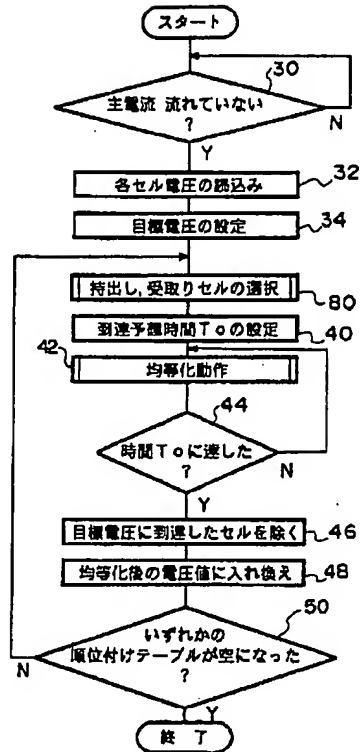 スタート
30
主電流 流れていない
?
N
Y
32
各セル電圧の読込み
34
目標電圧の設定
持出し,受取りセルの選択
80
到達予想時間Toの設定
40
42
均等化動作
44
時間Toに達した
?
N
Y
目標電圧に到達したセルを除く
46
均等化後の電圧値に入れ換え
48
50
いずれかの
順位付けテーブルが空になった
?
N
Y
終 了